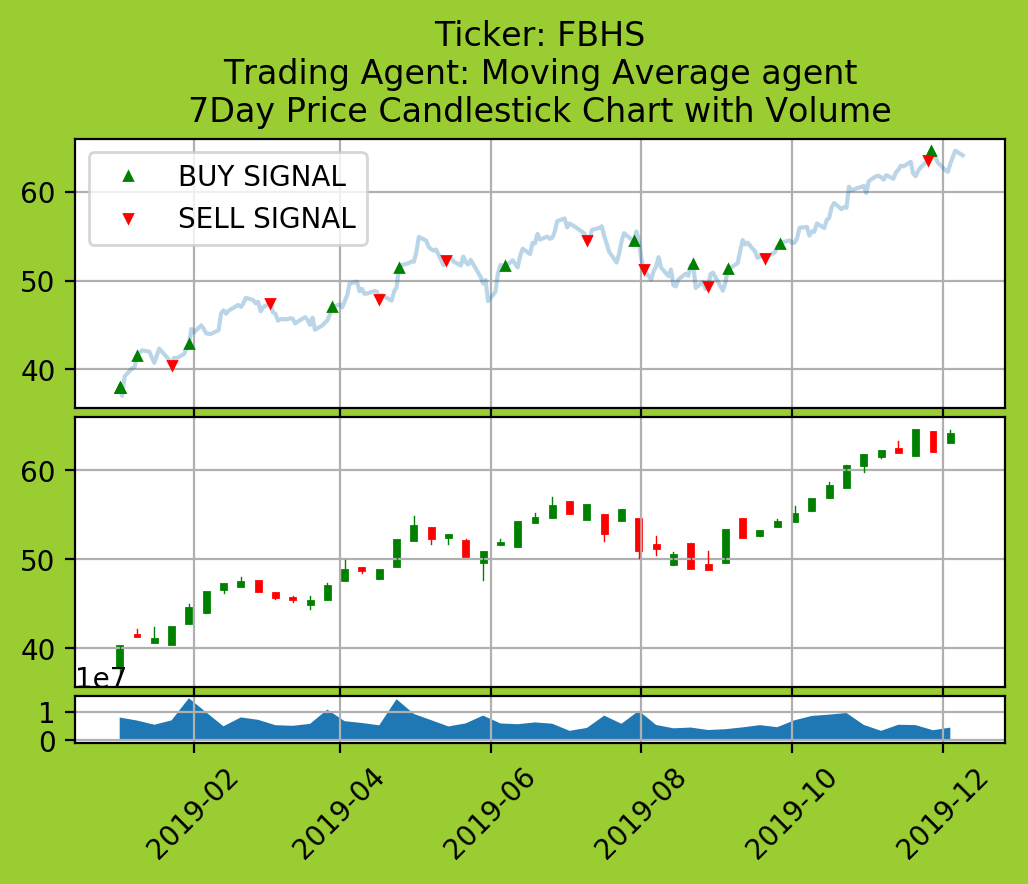 Ticker: FBHS
Trading Agent: Moving Average agent
7Day Price Candlestick Chart with Volume
BUY SIGNAL
SELL SIGNAL
60
50
40
60
50
40
1e7
1
0
2019-02
2019-04
2019-06
2019-08
2019-10
2019-12